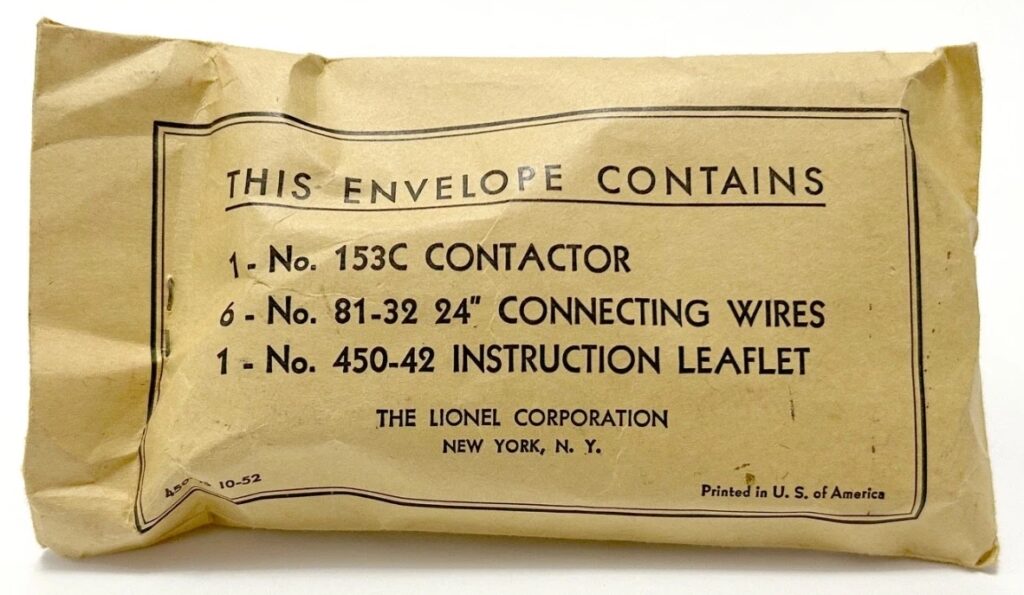 THIS ENVELOPE CONTAINS
1 - No. 153C CONTACTOR
6 - No. 81-32 24" CONNECTING WIRES
1 - No. 450-42 INSTRUCTION LEAFLET
THE LIONEL CORPORATION
NEW YORK, N. Y.
10-52
Printed in U. S. of America